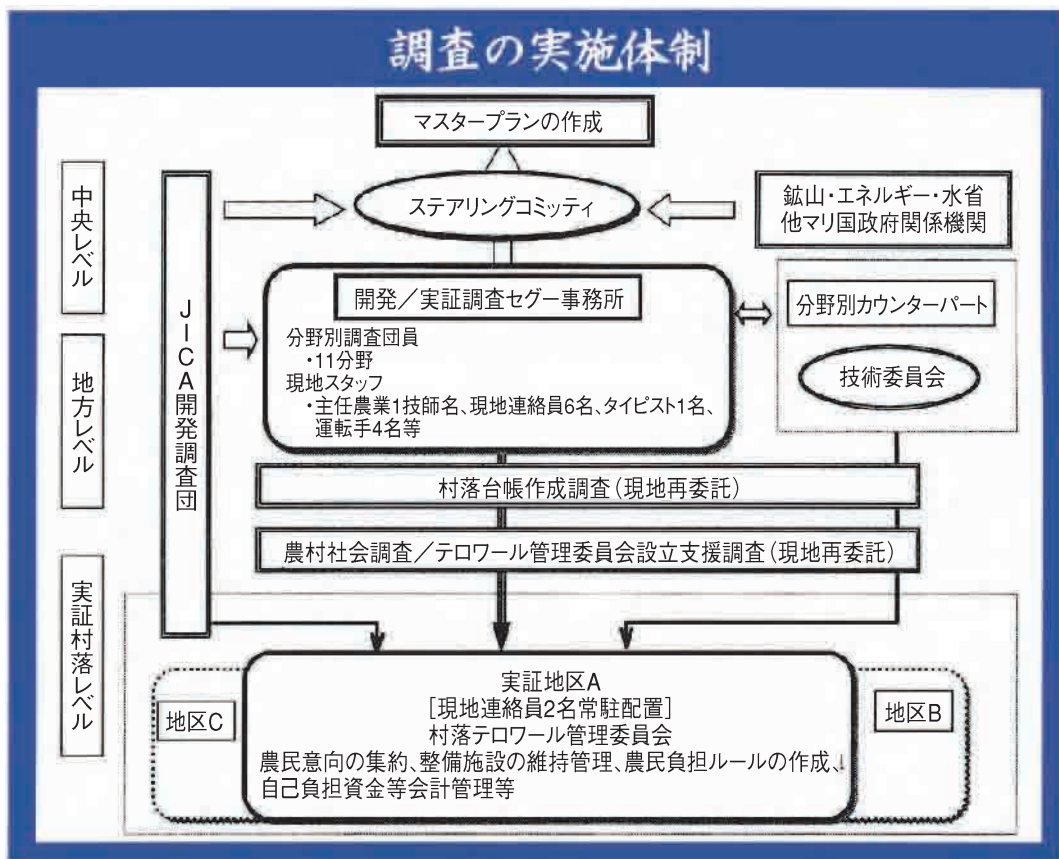 調査の実施体制
マスタープランの作成
中央レベル
地方レベル
実証村落レベル
JICA開発調査団
ステアリングコミッティ
鉱山・エネルギー・水省
他マリ国政府関係機関
開発／実証調査セグー事務所
分野別調査団員
・11分野
現地スタッフ
・主任農業1技師名、現地連絡員6名、タイピスト1名、
運転手4名等
分野別カウンターパート
技術委員会
村落台帳作成調査（現地再委託）
農村社会調査／テロワール管理委員会設立支援調査（現地再委託）
実証地区A
［現地連絡員2名常駐配置］
村落テロワール管理委員会
農民意向の集約、整備施設の維持管理、農民負担ルールの作成、
自己負担資金等会計管理等
地区C
地区B